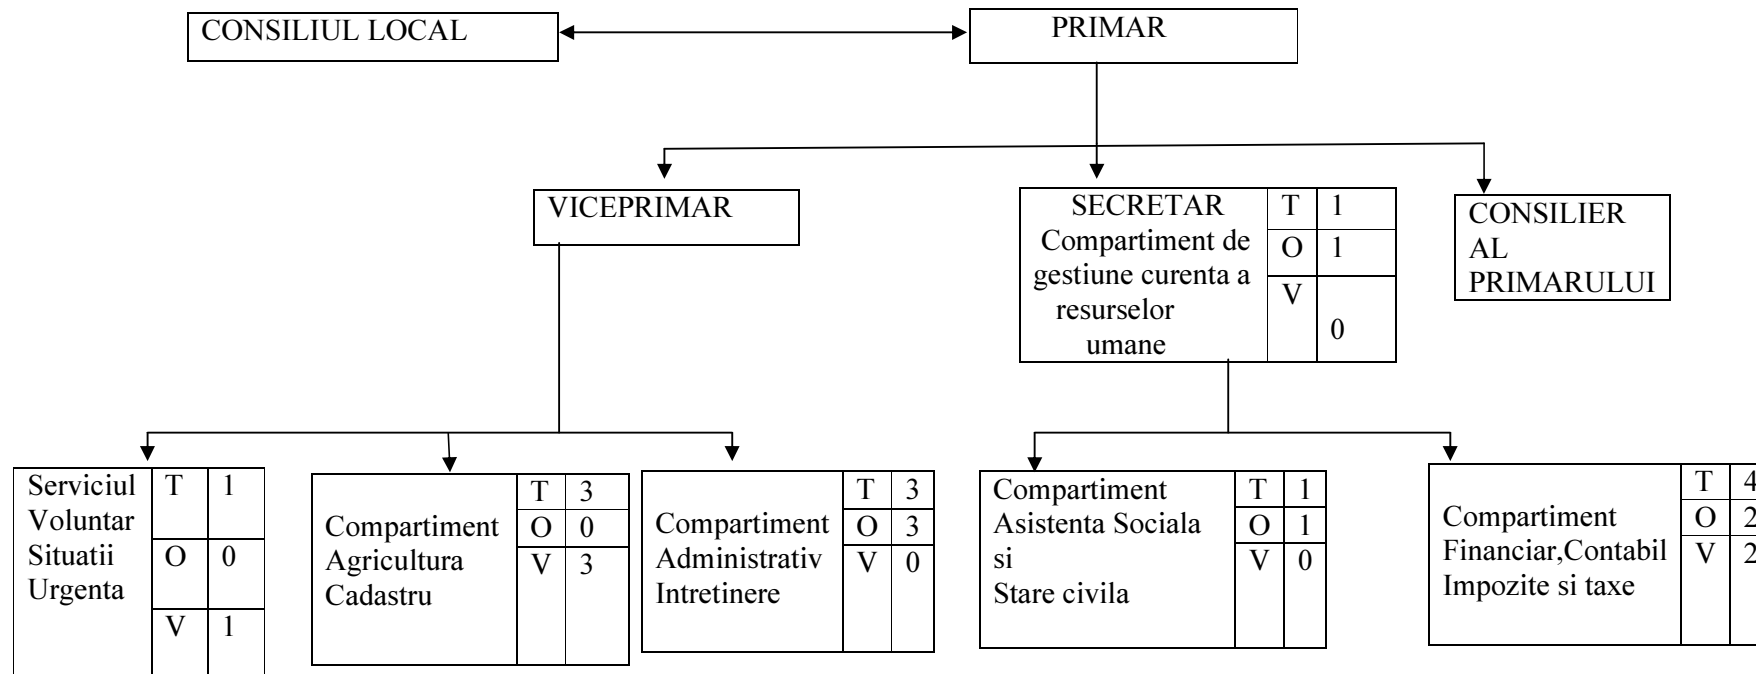 CONSILIUL LOCAL
PRIMAR
VICEPRIMAR
SECRETAR
Compartiment de
gestiune curenta a
resurselor
umane
T 1
O 1
V
0
CONSILIER
AL
PRIMARULUI
Serviciul
Voluntar
Situatii
Urgenta
T 1
O 0
V 1
Compartiment
Agricultura
Cadastru
T 3
O 0
V 3
Compartiment
Administrativ
Intretinere
T 3
O 3
V 0
Compartiment
Asistenta Sociala
si
Stare civila
T 1
O 1
V 0
Compartiment
Financiar,Contabil
Impozite si taxe
T 4
O 2
V 2